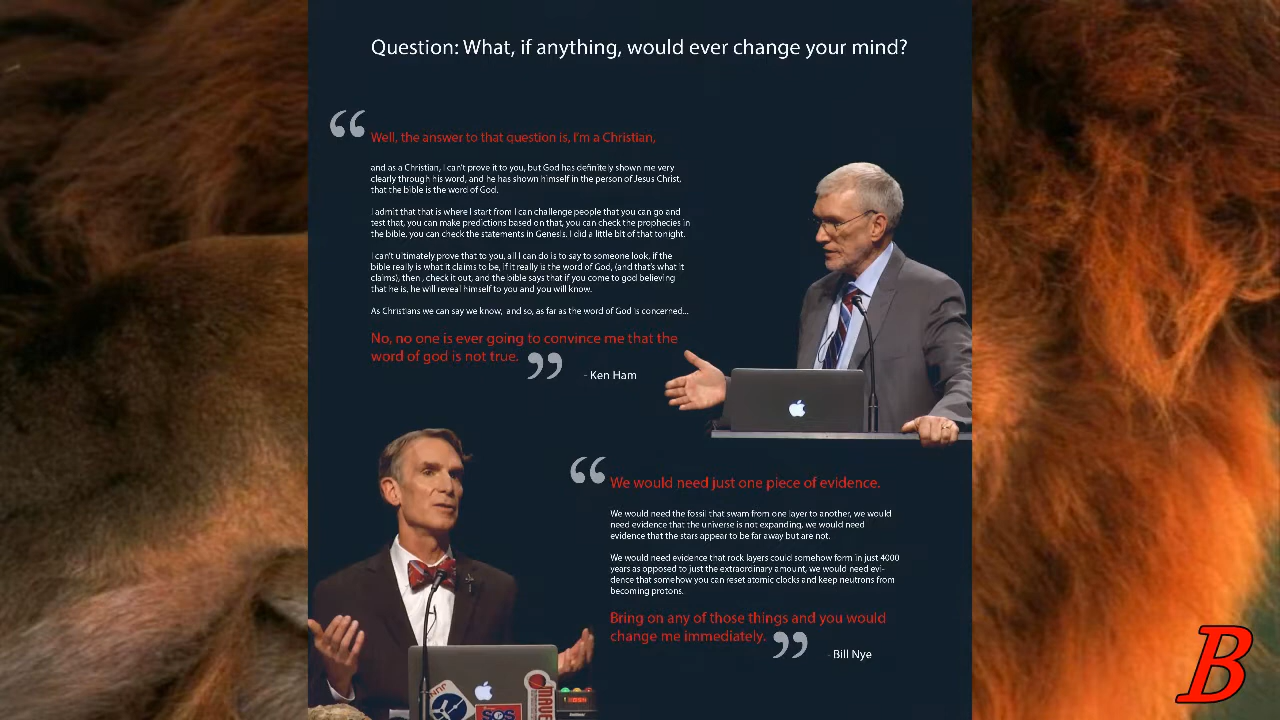 Question: What, if anything, would ever change your mind?
“ Well, the answer to that question is, I'm a Christian,
and as a Christian, I can't prove it to you, but God has definitely shown me very
clearly through his word, and he has shown himself in the person of Jesus Christ,
that the bible is the word of God.
I admit that that is where I start from I can challenge people that you can go and
test that, you can make predictions based on that, you can check the prophecies in
the bible, you can check the statements in Genesis. I did a little bit of that tonight.
I can't ultimately prove that to you, all I can do is to say to someone look, if the
bible really is what it claims to be, if it really is the word of God, (and that's what it
claims), then , check it out, and the bible says that if you come to god believing
that he is, he will reveal himself to you and you will know.
As Christians we can say we know, and so, as far as the word of God is concerned...
No, no one is ever going to convince me that the
word of god is not true. ”
- Ken Ham
“ We would need just one piece of evidence.
We would need the fossil that swam from one layer to another, we would
need evidence that the universe is not expanding, we would need
evidence that the stars appear to be far away but are not.
We would need evidence that rock layers could somehow form in just 4000
years as opposed to just the extraordinary amount, we would need evi-
dence that somehow you can reset atomic clocks and keep neutrons from
becoming protons.
Bring on any of those things and you would
change me immediately. ”
- Bill Nye
B